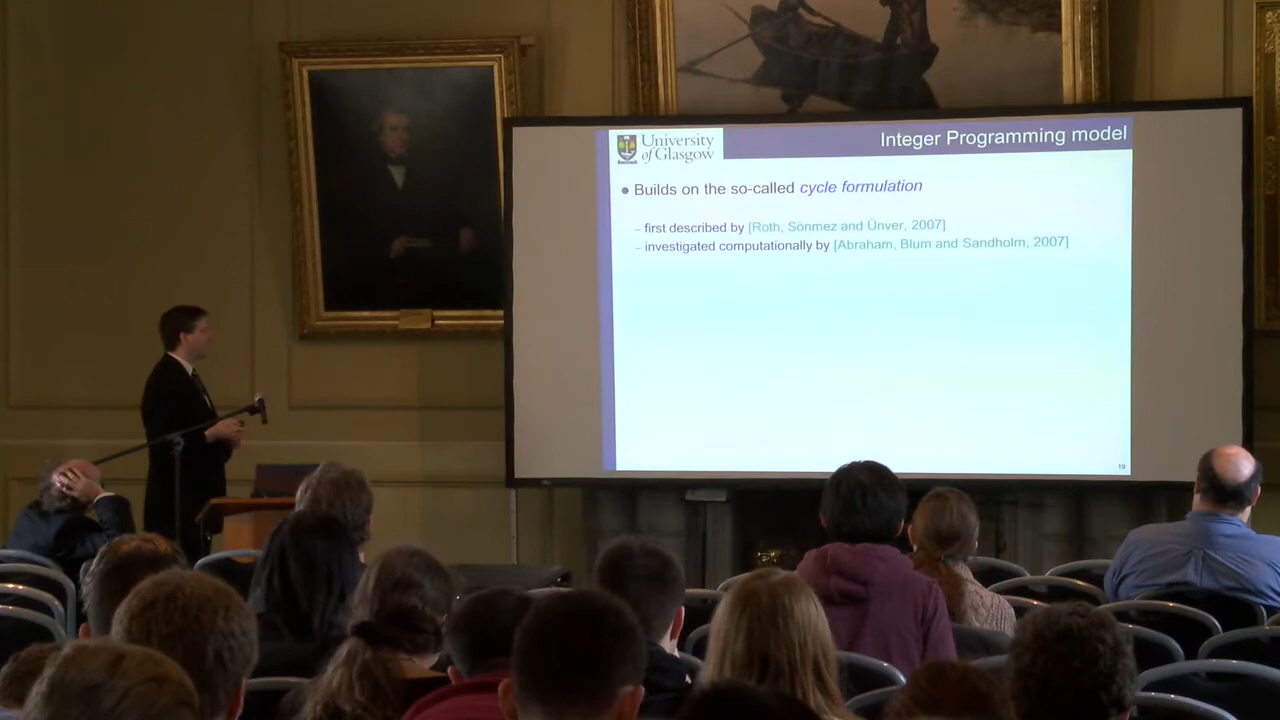 University
of Glasgow
Integer Programming model
● Builds on the so-called cycle formulation
– first described by [Roth, Sönmez and Ünver, 2007]
– investigated computationally by [Abraham, Blum and Sandholm, 2007]
19